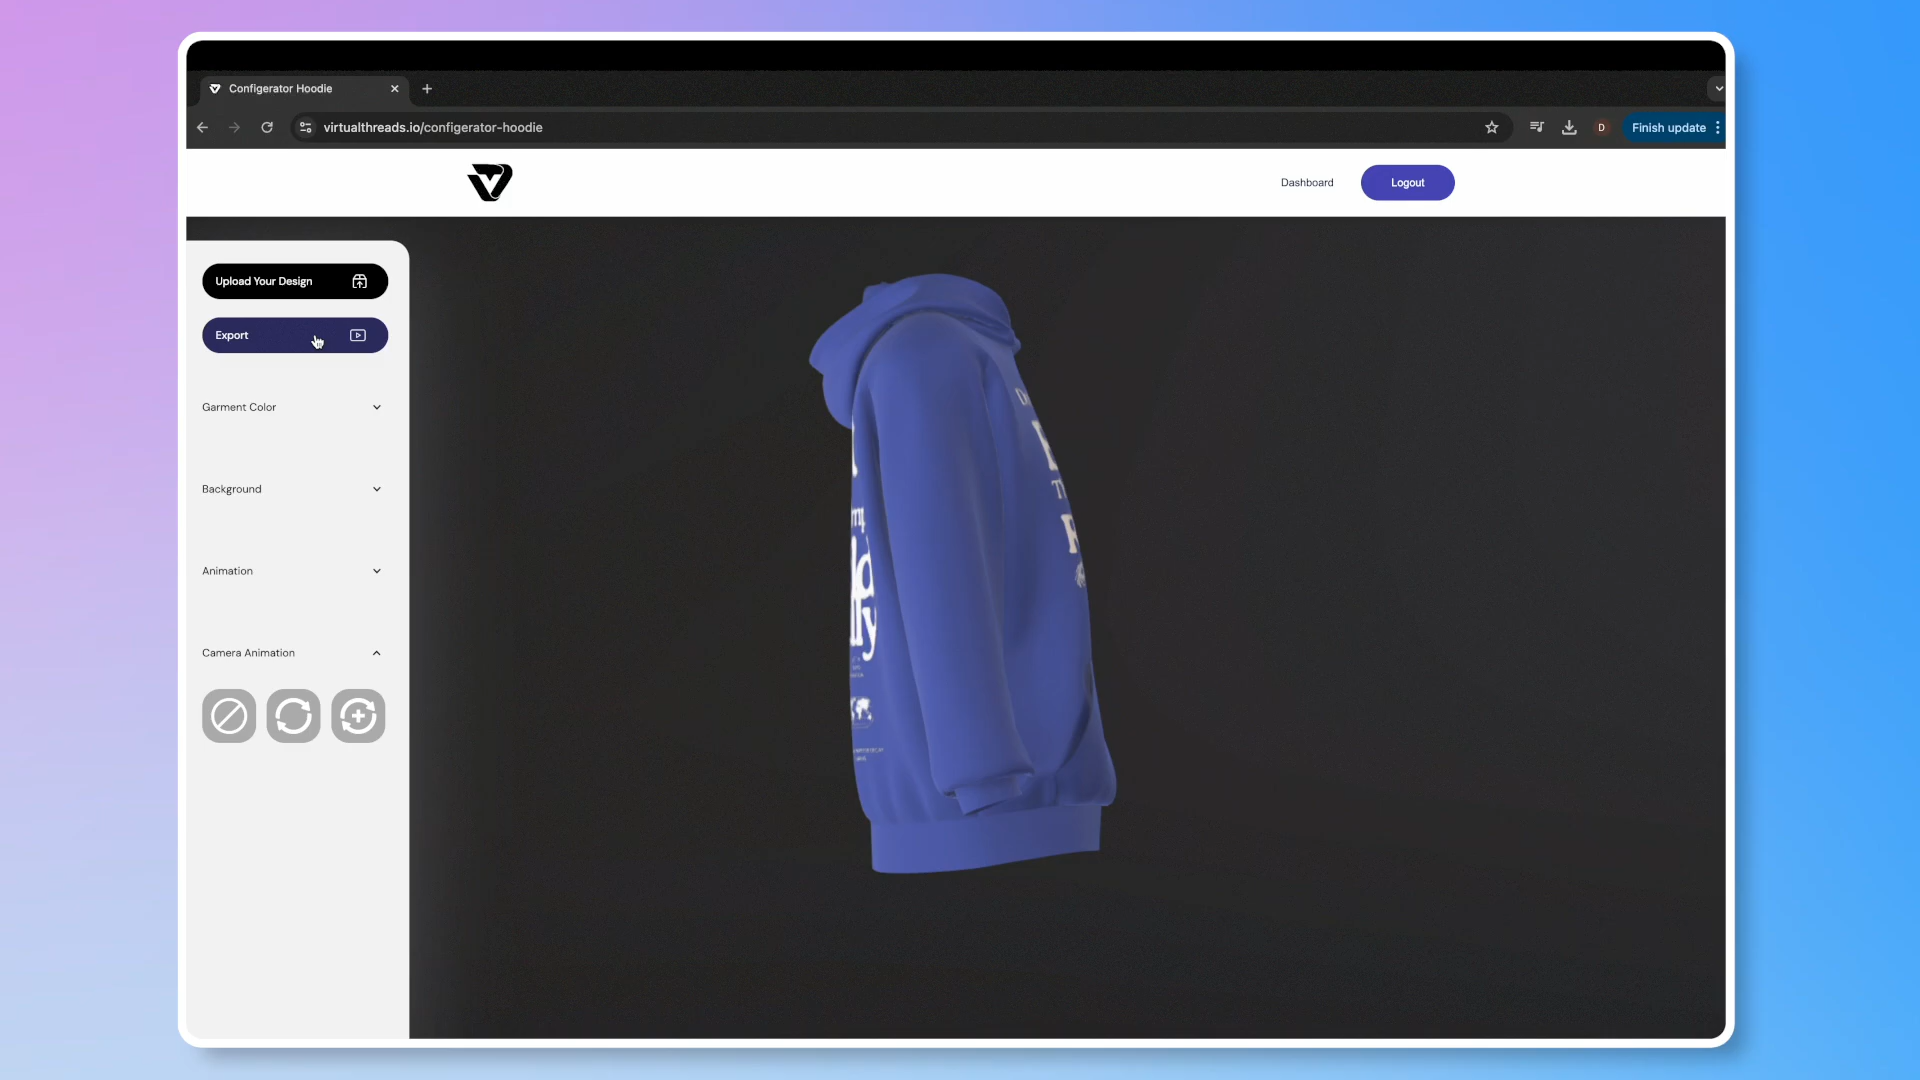 Configerator Hoodie
virtualthreads.io/configerator-hoodie
D
Finish update
Dashboard
Logout
Upload Your Design
Export
Garment Color
Background
Animation
Camera Animation